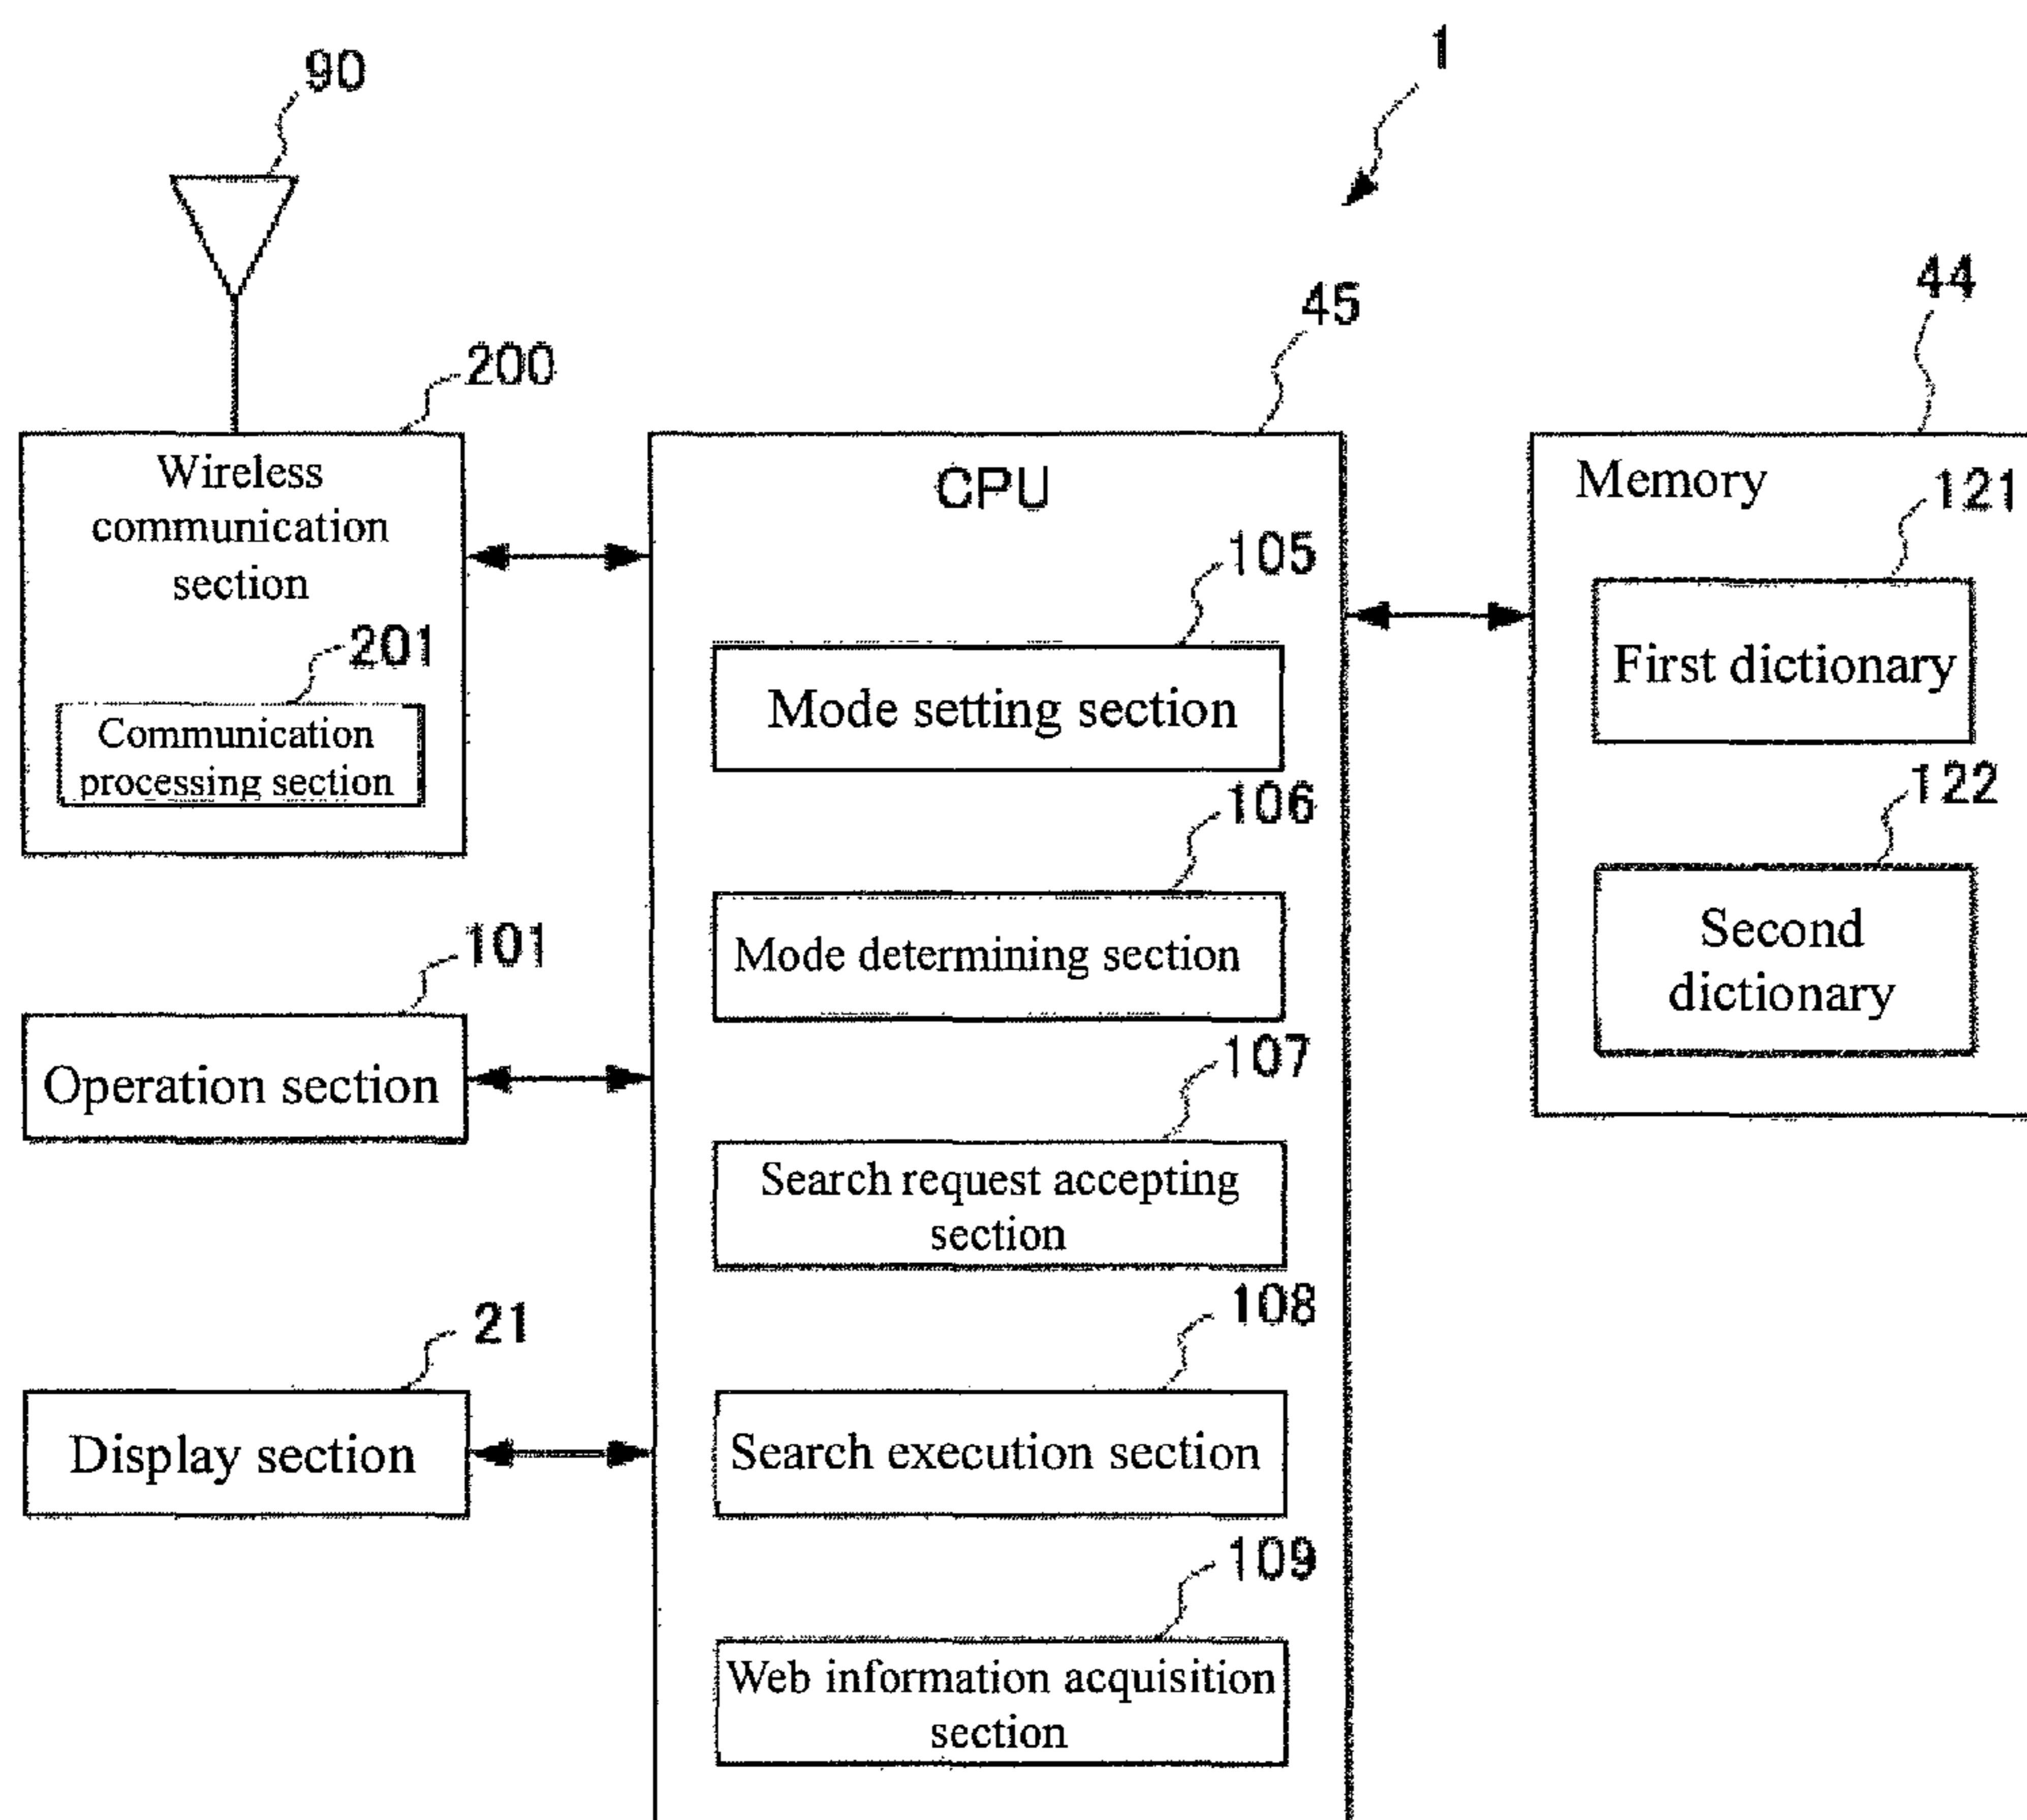 1
90
200
Wireless
communication
section
201
Communication
processing section
101
Operation section
21
Display section
45
CPU
105
Mode setting section
106
Mode determining section
107
Search request accepting
section
108
Search execution section
109
Web information acquisition
section
44
Memory
121
First dictionary
122
Second
dictionary